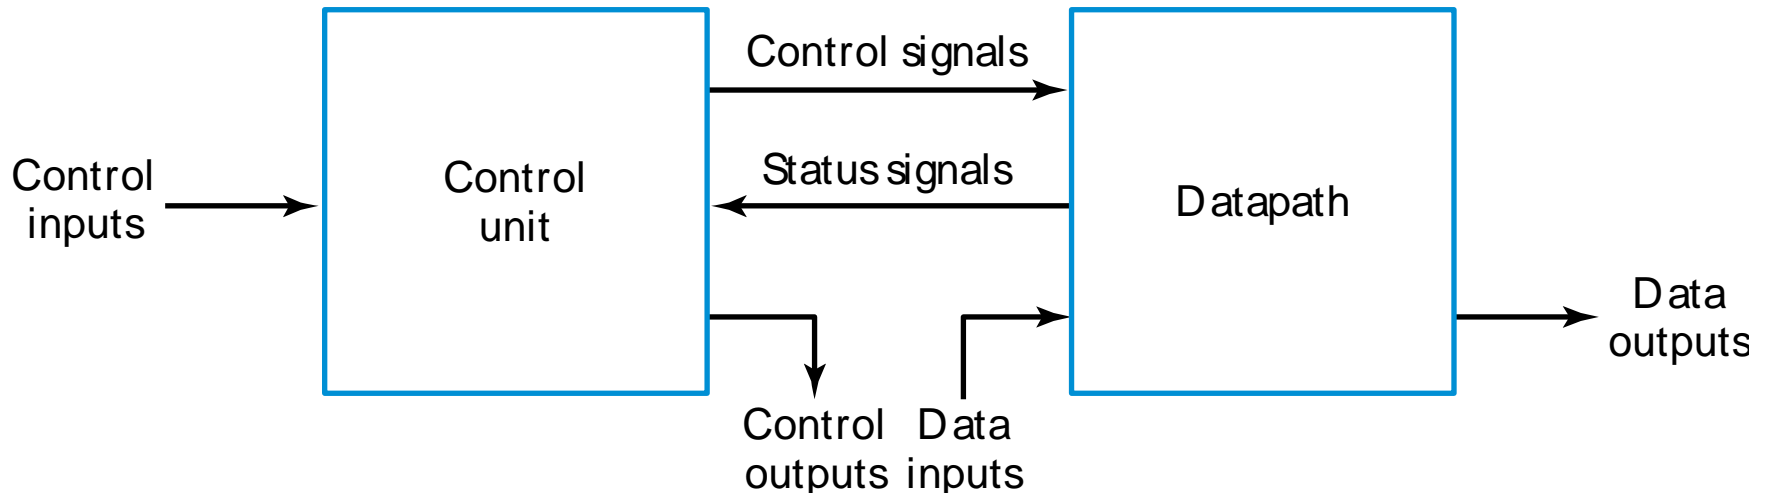 Control signals
Control
inputs
Control
unit
Status signals
Datapath
Data
outputs
Control
outputs
Data
inputs